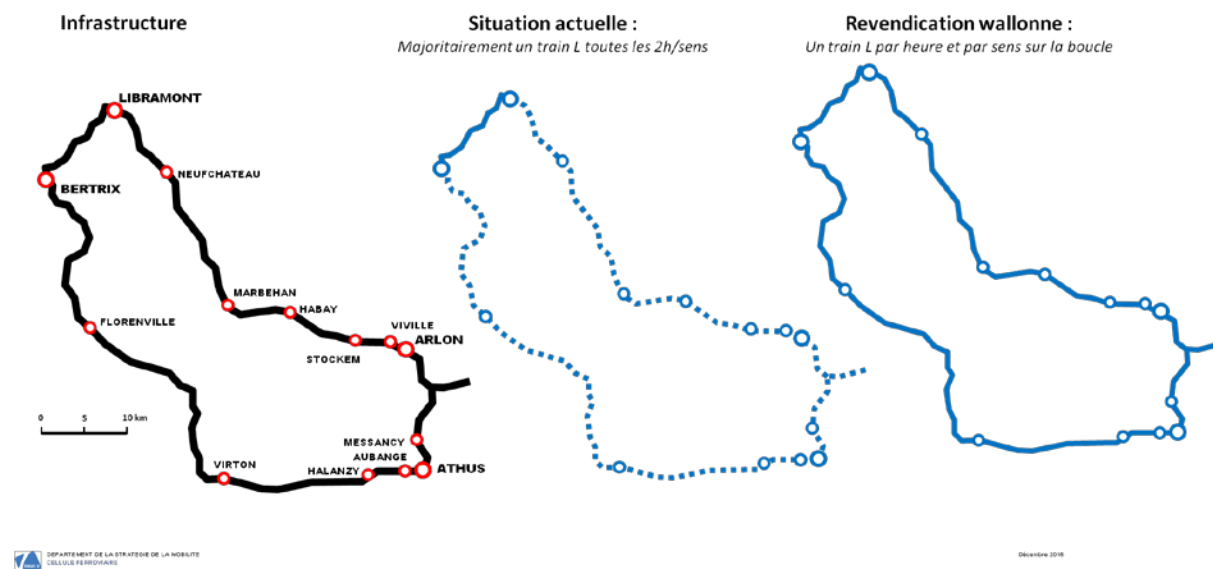 Infrastructure
Situation actuelle :
Majoritairement un train L toutes les 2h/sens
Revendication wallonne :
Un train L par heure et par sens sur la boucle
LIBRAMONT
NEUFCHATEAU
BERTRIX
MARBEHAN
HABAY
FLORENVILLE
VIVILLE
ARLON
STOCKEM
0 5 10 km
MESSANCY
AUBANGE
ATHUS
HALANZY
VIRTON
DEPARTEMENT DE LA STRATEGIE DE LA MOBILITE
CELLULE FERROVIAIRE
Décembre 2016